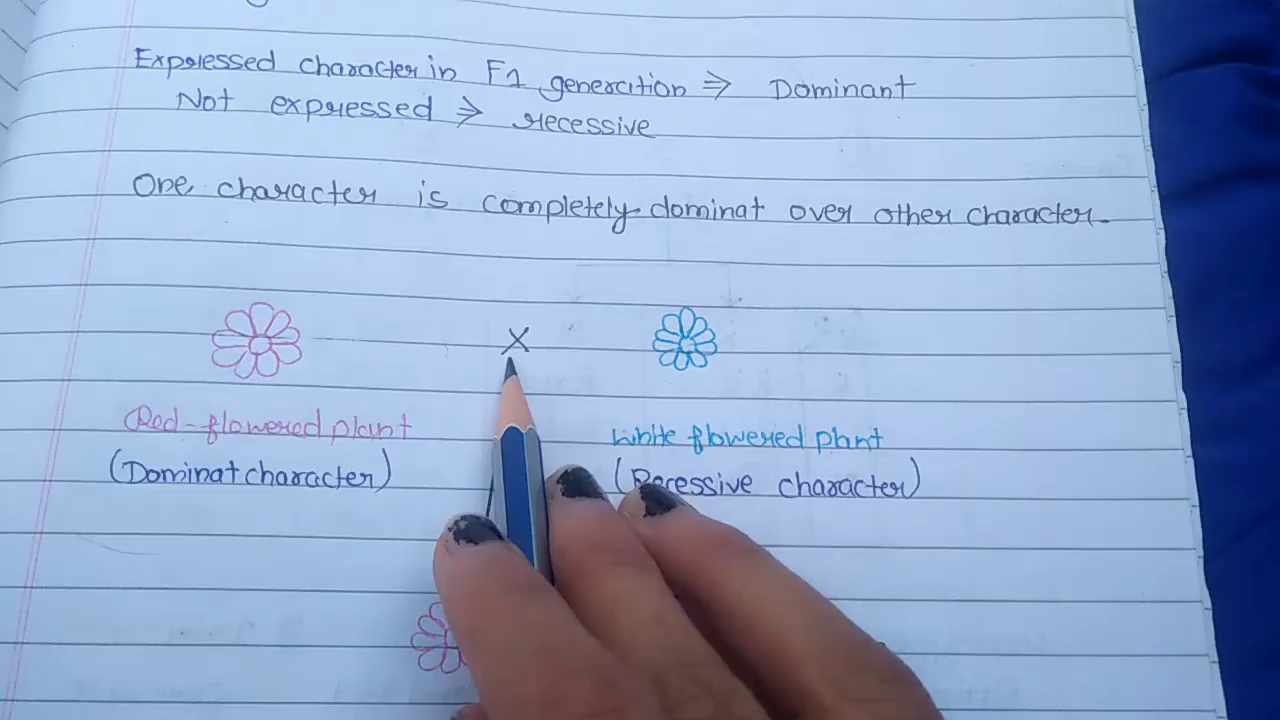 Expressed character in F1 generation ⇒ Dominant
Not expressed ⇒ recessive
One character is completely dominat over other character.
X
Red-flowered plant
white flowered plant
(Dominat character)
(Recessive character)